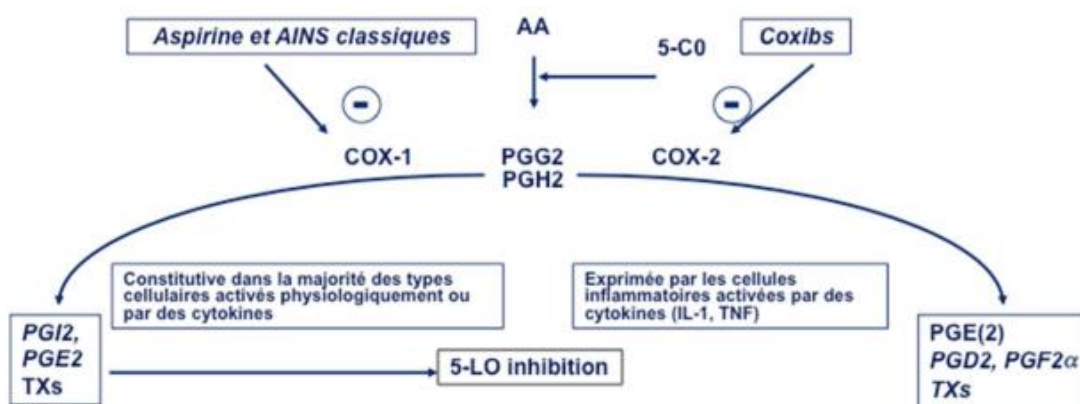 Aspirine et AINS classiques
AA
5-C0
Coxibs
COX-1
PGG2
PGH2
COX-2
Constitutive dans la majorité des types
cellulaires activés physiologiquement ou
par des cytokines
Exprimée par les cellules
inflammatoires activées par des
cytokines (IL-1, TNF)
PGI2,
PGE2
TXs
5-LO inhibition
PGE(2)
PGD2, PGF2α
TXs